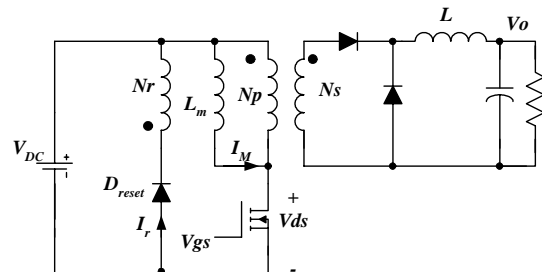 L
Vo
Nr
Lm
Np
Ns
IM
VDC
+
-
Dreset
Ir
Vgs
+
Vds
-